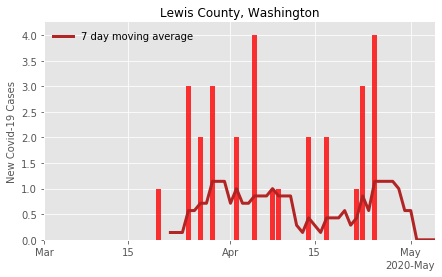 Lewis County, Washington
7 day moving average
New Covid-19 Cases
4.0
3.5
3.0
2.5
2.0
1.5
1.0
0.5
0.0
Mar
15
Apr
15
May
2020-May